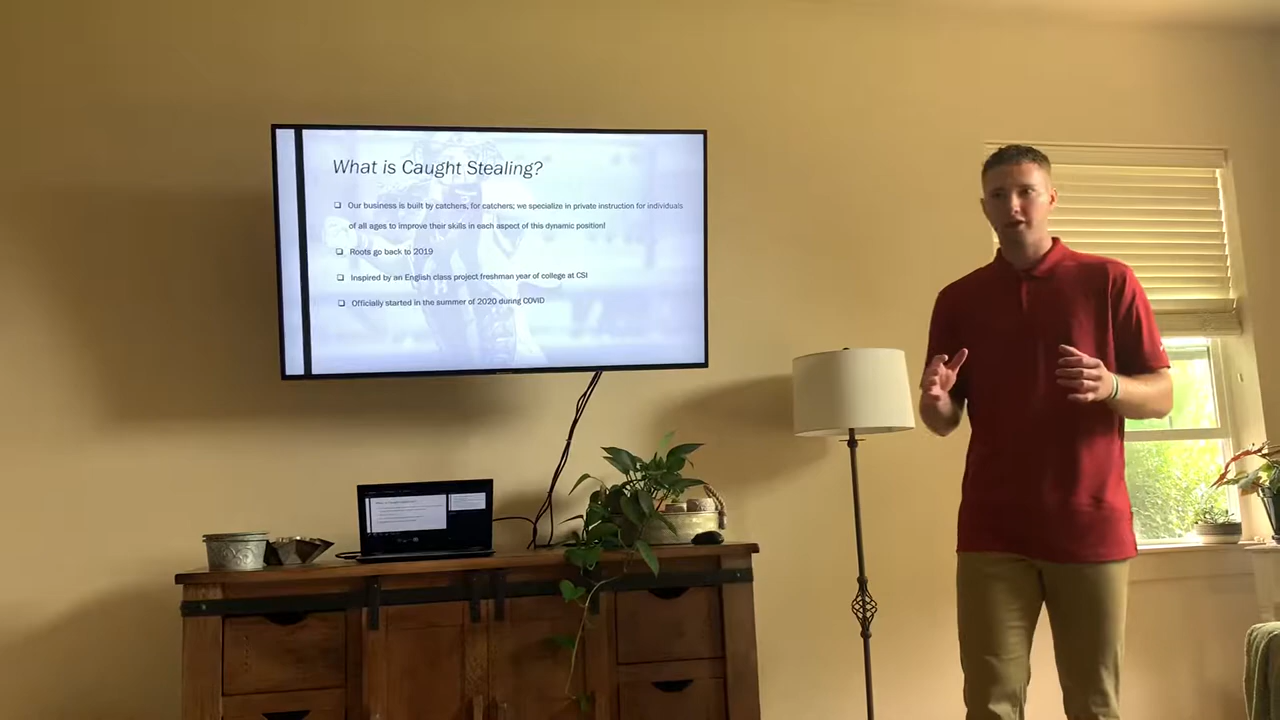 What is Caught Stealing?
❑ Our business is built by catchers, for catchers; we specialize in private instruction for individuals
of all ages to improve their skills in each aspect of this dynamic position!
❑ Roots go back to 2019
❑ Inspired by an English class project freshman year of college at CSI
❑ Officially started in the summer of 2020 during COVID